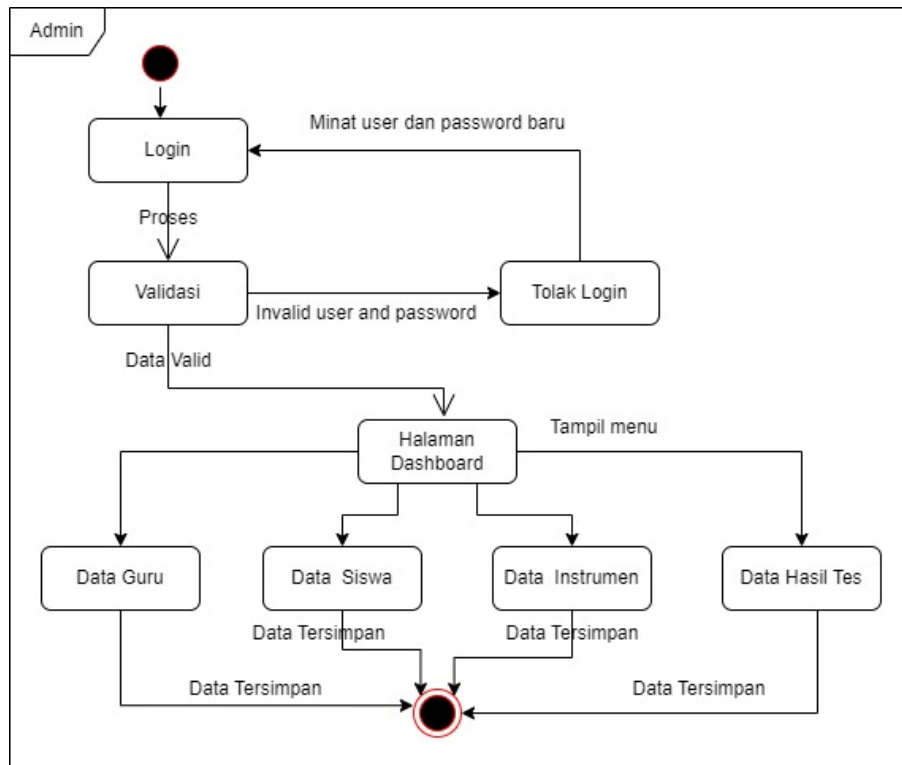 Admin
Minat user dan password baru
Login
Proses
Validasi
Tolak Login
Invalid user and password
Data Valid
Halaman
Dashboard
Tampil menu
Data Guru
Data Siswa
Data Instrumen
Data Hasil Tes
Data Tersimpan
Data Tersimpan
Data Tersimpan
Data Tersimpan